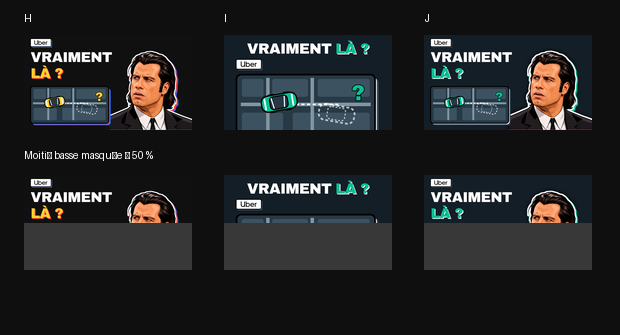 H
I
J
Uber
VRAIMENT
LÀ ?
?
VRAIMENT LÀ ?
Uber
?
Uber
VRAIMENT
LÀ ?
?
Moiti□ basse masqu□e □ 50 %
Uber
VRAIMENT
LÀ ?
VRAIMENT LÀ ?
Uber
Uber
VRAIMENT
LÀ ?